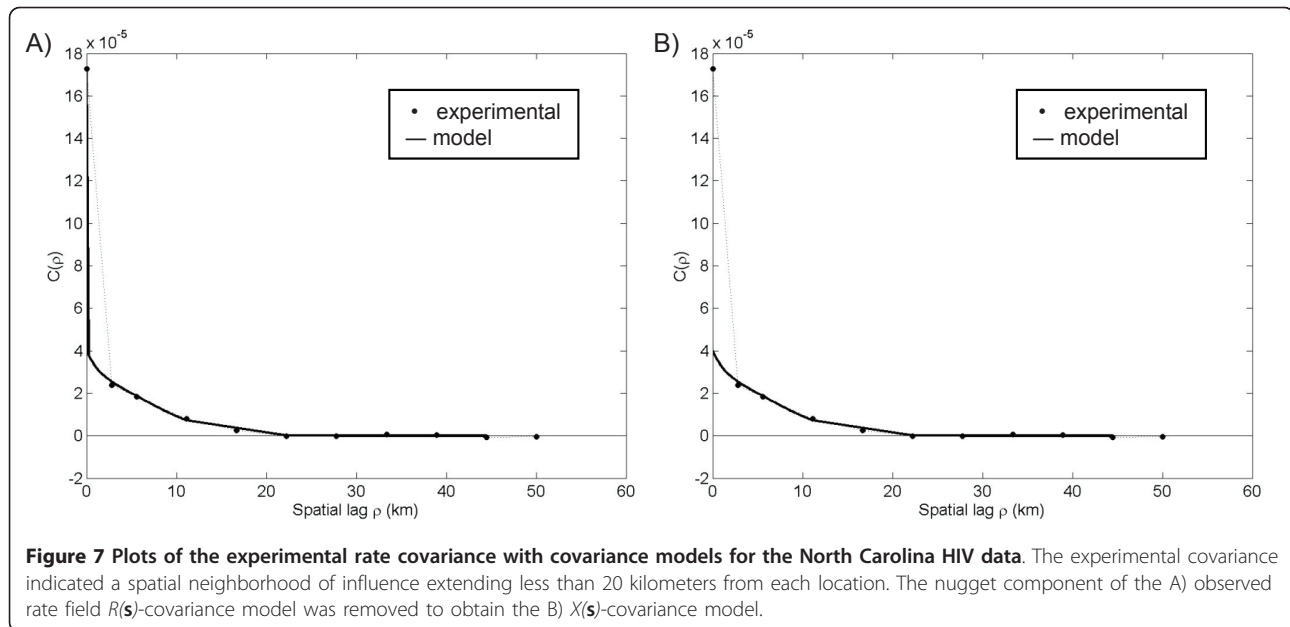 A)
x 10^-5
18
16
14
12
10
8
6
4
2
0
-2
C(ρ)
0 10 20 30 40 50 60
Spatial lag ρ (km)
experimental
model
B)
x 10^-5
18
16
14
12
10
8
6
4
2
0
-2
C(ρ)
0 10 20 30 40 50 60
Spatial lag ρ (km)
experimental
model
Figure 7 Plots of the experimental rate covariance with covariance models for the North Carolina HIV data. The experimental covariance
indicated a spatial neighborhood of influence extending less than 20 kilometers from each location. The nugget component of the A) observed
rate field R(s)-covariance model was removed to obtain the B) X(s)-covariance model.